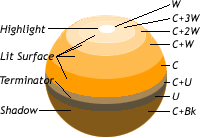 W
C+3W
Highlight
C+2W
C+W
Lit Surface
C
Terminator
C+U
U
Shadow
C+Bk